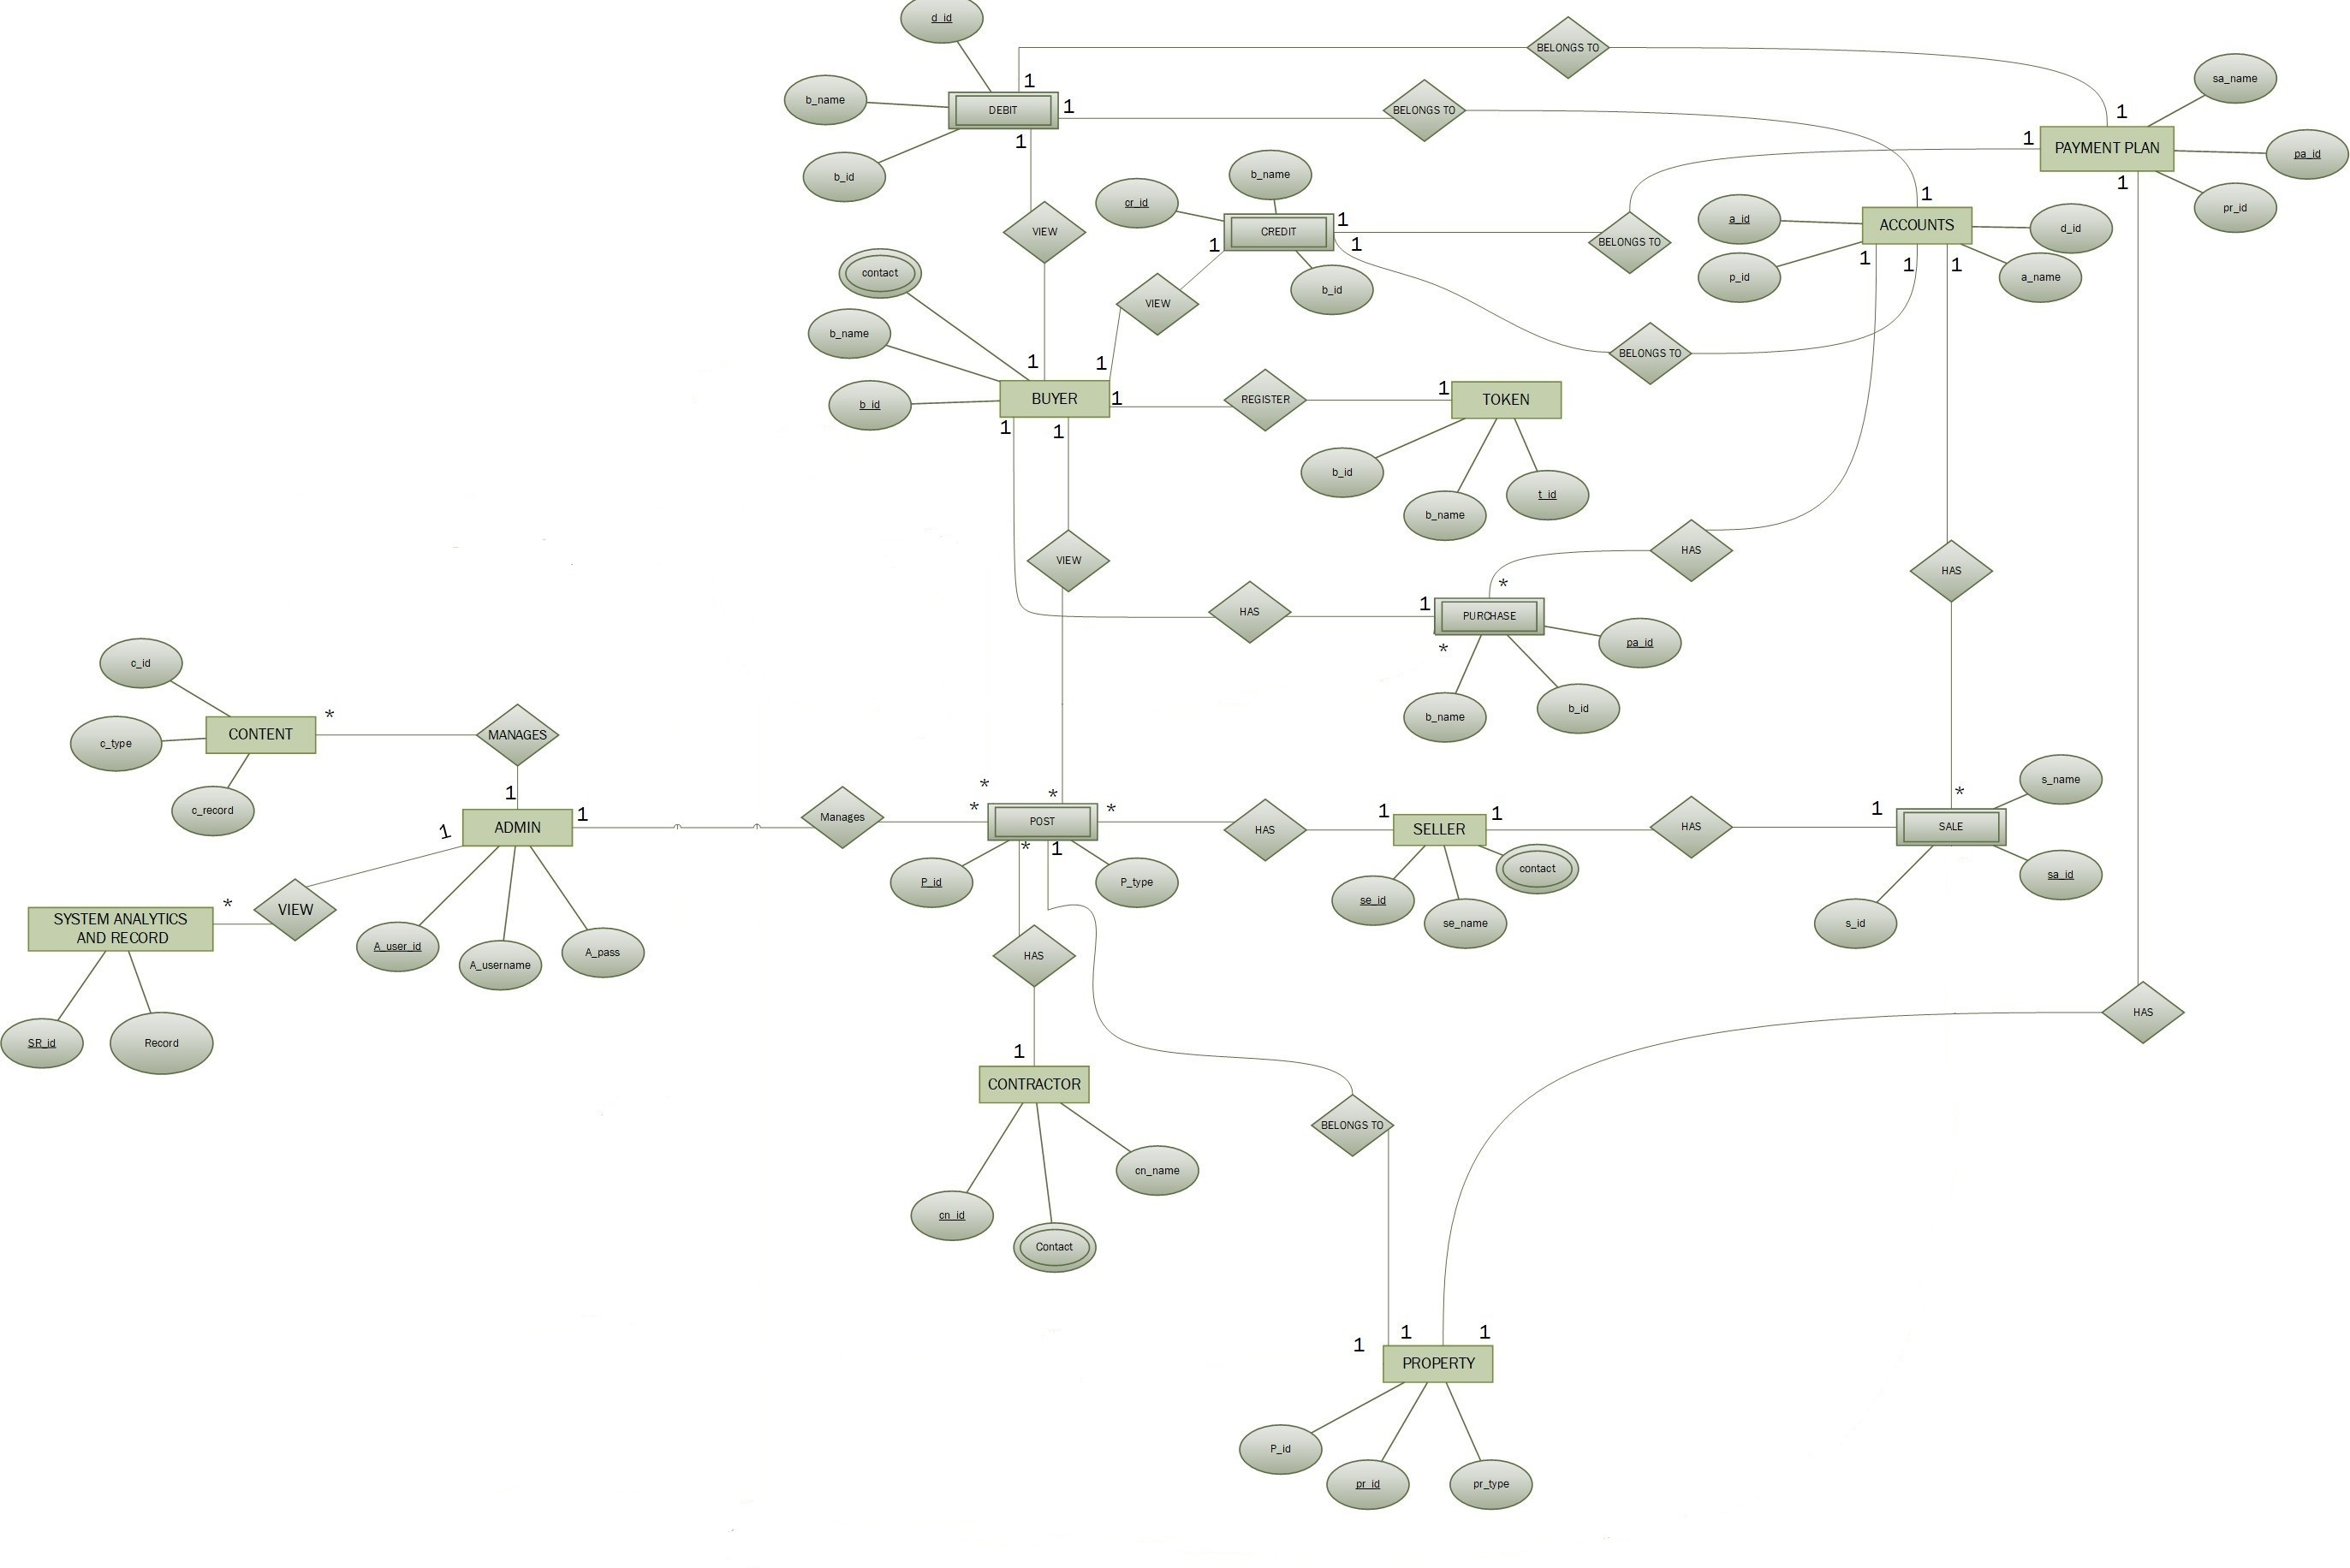 d_id
BELONGS TO
sa_name
1
b_name
DEBIT
1
BELONGS TO
1
1
1
PAYMENT PLAN
pa_id
b_id
b_name
1
cr_id
1
a_id
ACCOUNTS
d_id
pr_id
VIEW
1
CREDIT
1
BELONGS TO
1
1
1
1
contact
VIEW
b_id
p_id
a_name
b_name
1
1
BELONGS TO
b_id
BUYER
1
REGISTER
1
TOKEN
1
1
b_id
t_id
b_name
VIEW
HAS
HAS
*
HAS
1
PURCHASE
pa_id
*
b_name
b_id
c_id
CONTENT
*
MANAGES
c_type
c_record
1
ADMIN
1
1
Manages
*
*
*
POST
*
HAS
1
SELLER
1
HAS
1
*
SALE
s_name
*
1
P_id
P_type
contact
se_id
se_name
sa_id
s_id
SYSTEM ANALYTICS
AND RECORD
*
VIEW
A_user_id
A_username
A_pass
HAS
HAS
SR_id
Record
1
CONTRACTOR
BELONGS TO
cn_name
cn_id
Contact
1
1
1
PROPERTY
P_id
pr_id
pr_type